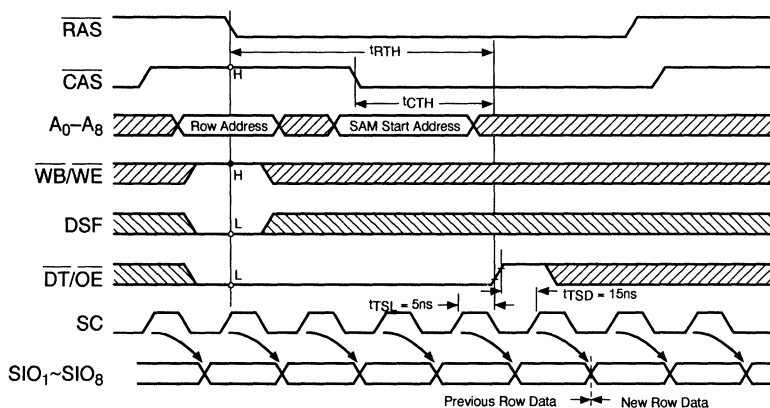 RAS
tRTH
H
CAS
tCTH
A0–A8
Row Address
SAM Start Address
WB/WE
H
DSF
L
DT/OE
L
tTSL = 5ns
tTSD = 15ns
SC
SIO1~SIO8
Previous Row Data
New Row Data